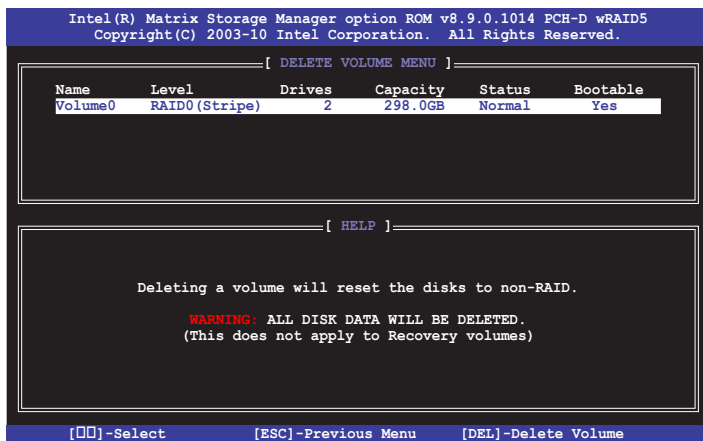 Intel(R) Matrix Storage Manager option ROM v8.9.0.1014 PCH-D wRAID5
Copyright(C) 2003-10 Intel Corporation. All Rights Reserved.
[ DELETE VOLUME MENU ]
Name Level Drives Capacity Status Bootable
Volume0 RAID0(Stripe) 2 298.0GB Normal Yes
[ HELP ]
Deleting a volume will reset the disks to non-RAID.
WARNING: ALL DISK DATA WILL BE DELETED.
(This does not apply to Recovery volumes)
[▯▯]-Select [ESC]-Previous Menu [DEL]-Delete Volume